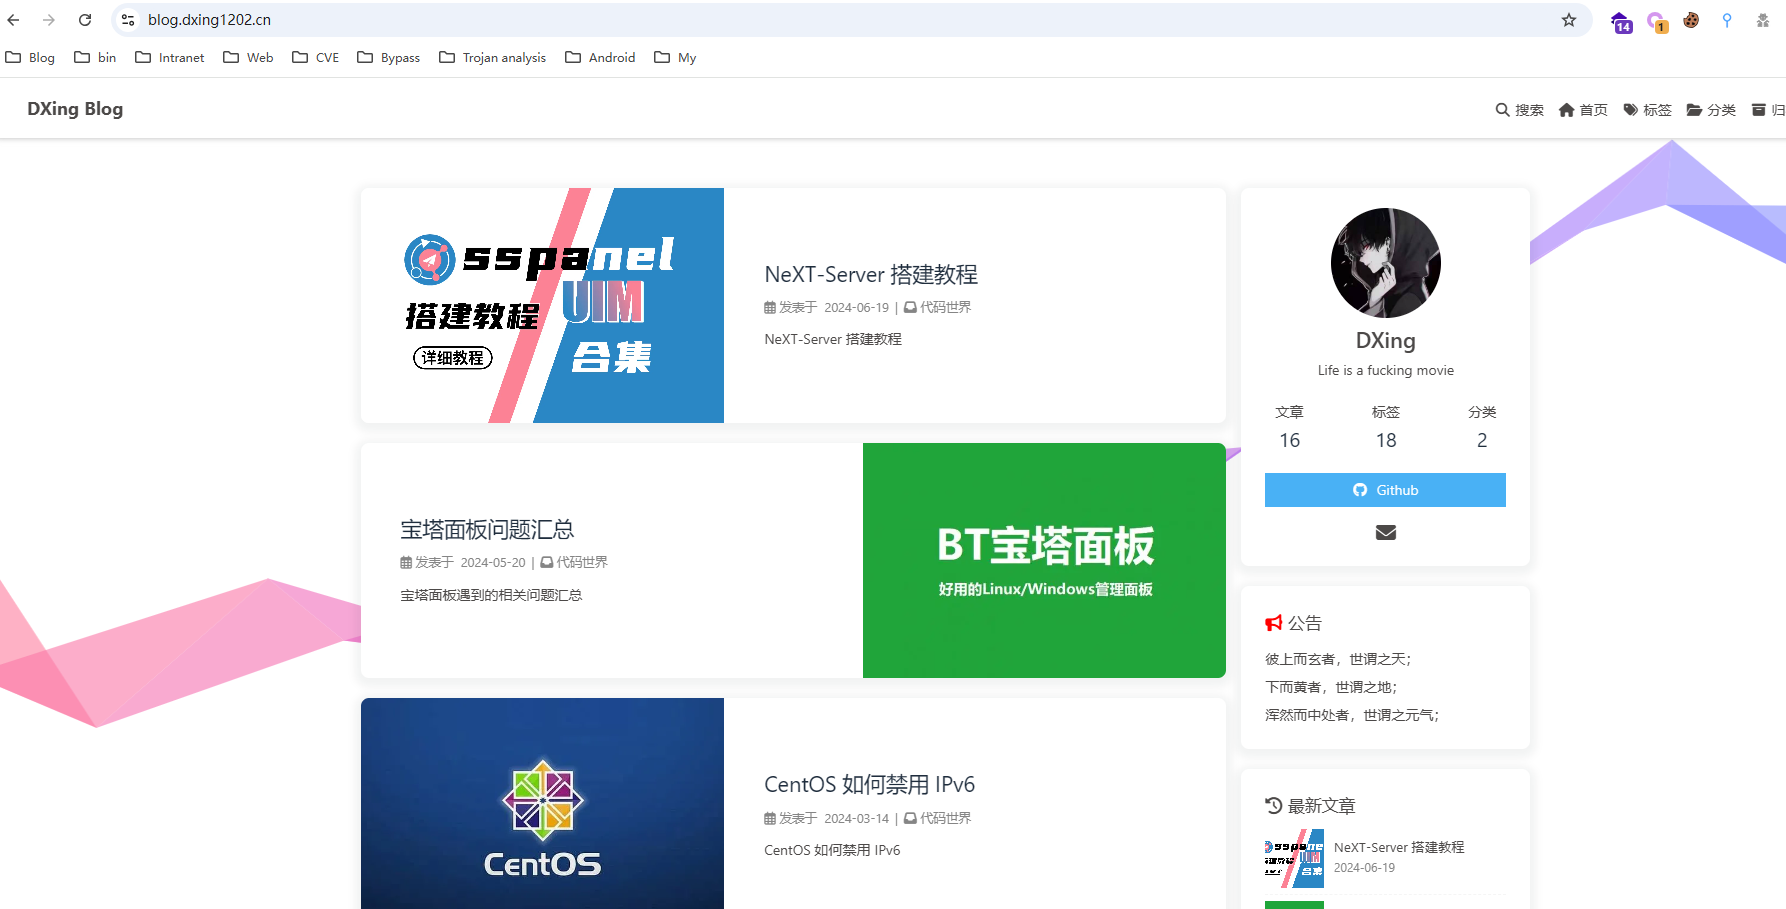 blog.dxing1202.cn
14
1
Blog bin Intranet Web CVE Bypass Trojan analysis Android My
DXing Blog
搜索 首页 标签 分类 归
sspanel
UIM
搭建教程
详细教程
合集
NeXT-Server 搭建教程
发表于 2024-06-19 | 代码世界
NeXT-Server 搭建教程
宝塔面板问题汇总
发表于 2024-05-20 | 代码世界
宝塔面板遇到的相关问题汇总
BT宝塔面板
好用的Linux/Windows管理面板
CentOS
CentOS 如何禁用 IPv6
发表于 2024-03-14 | 代码世界
CentOS 如何禁用 IPv6
DXing
Life is a fucking movie
文章 标签 分类
16 18 2
Github
公告
彼上而玄者，世谓之天；
下而黄者，世谓之地；
浑然而中处者，世谓之元气；
最新文章
sspanel
UIM
搭建教程
合集
NeXT-Server 搭建教程
2024-06-19